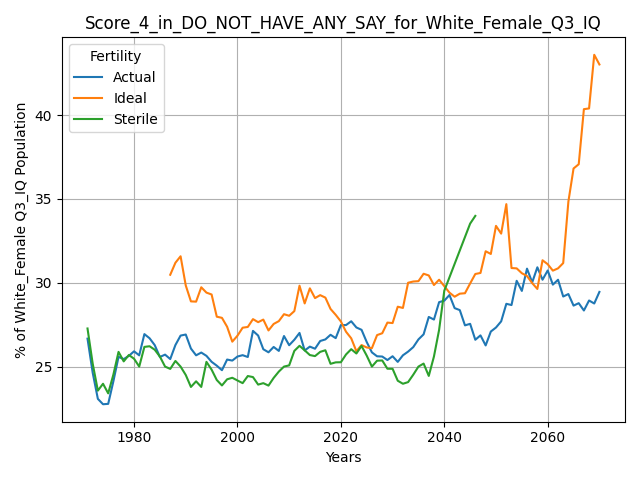 Score_4_in_DO_NOT_HAVE_ANY_SAY_for_White_Female_Q3_IQ
Fertility
Actual
Ideal
Sterile
% of White_Female Q3_IQ Population
40
35
30
25
1980
2000
2020
2040
2060
Years